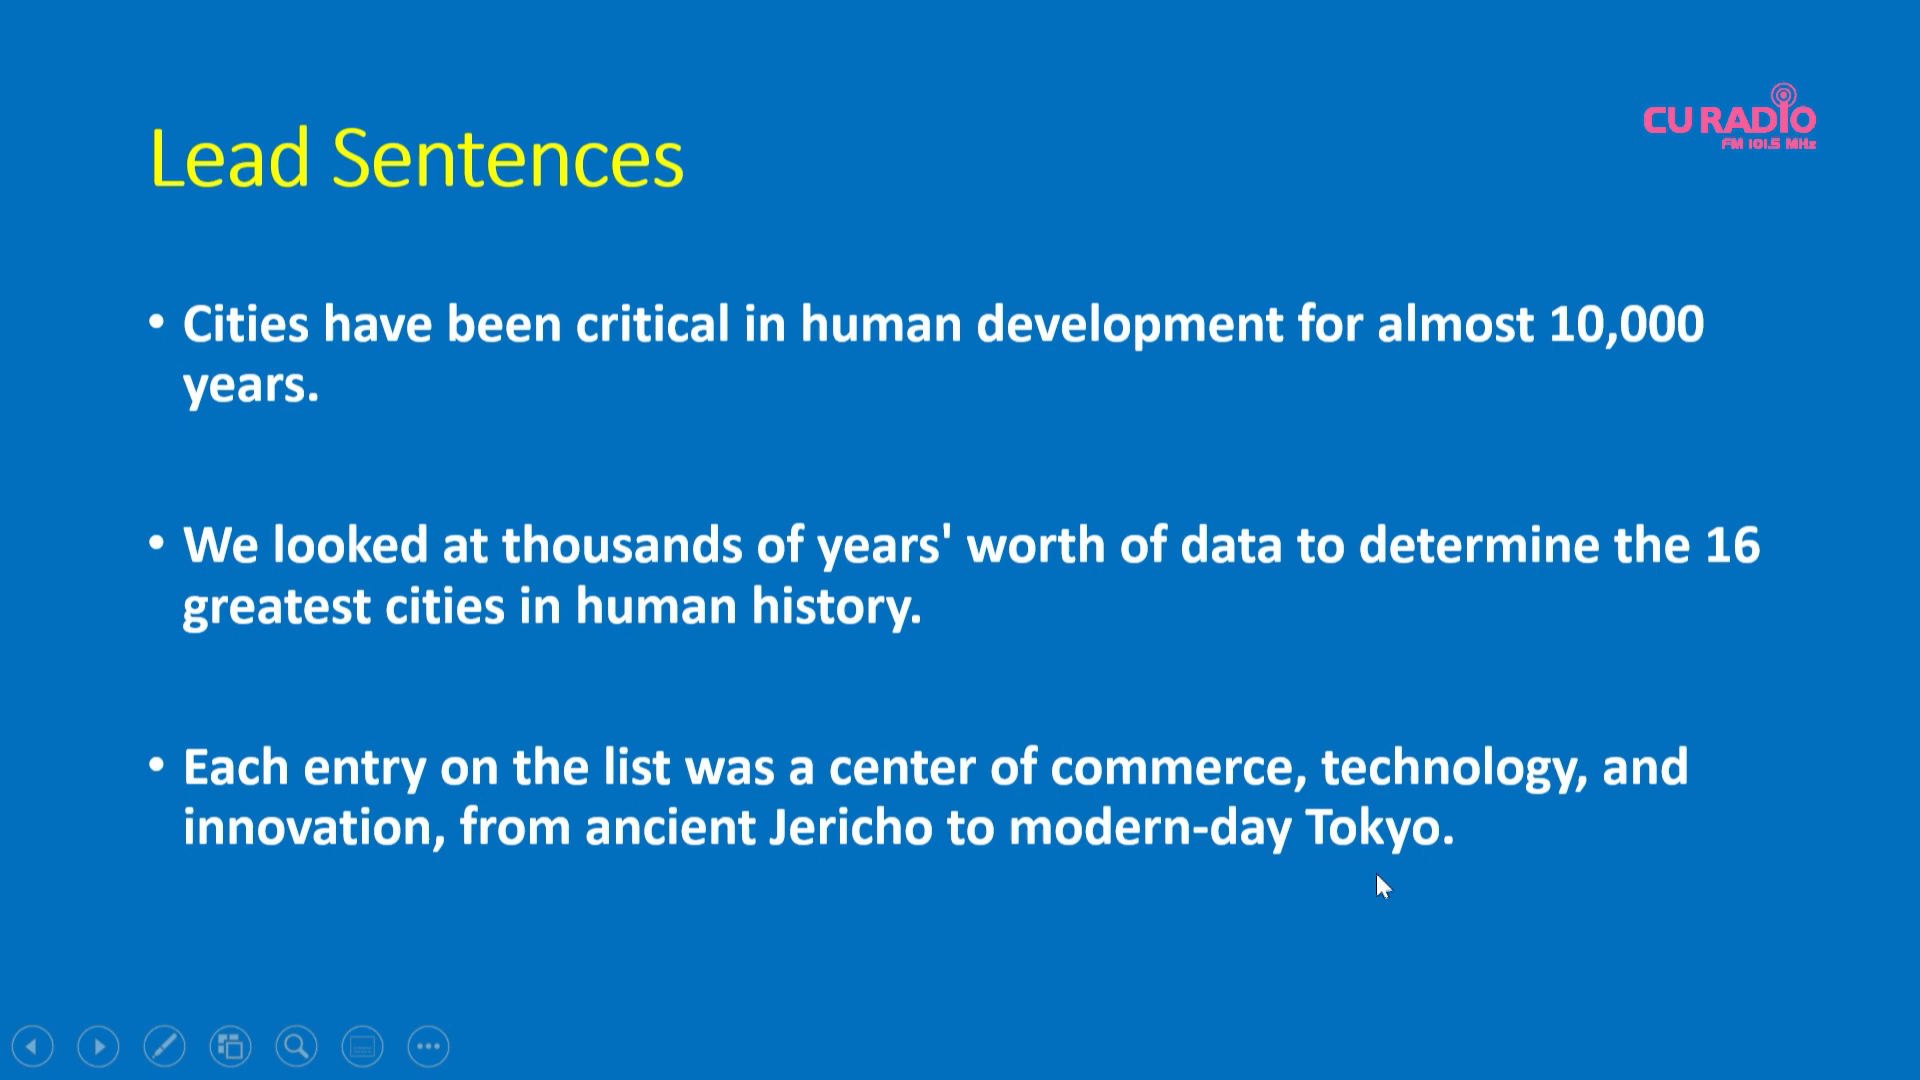 Lead Sentences
CU RADIO
FM 101.5 MHz
• Cities have been critical in human development for almost 10,000
years.
• We looked at thousands of years' worth of data to determine the 16
greatest cities in human history.
• Each entry on the list was a center of commerce, technology, and
innovation, from ancient Jericho to modern-day Tokyo.